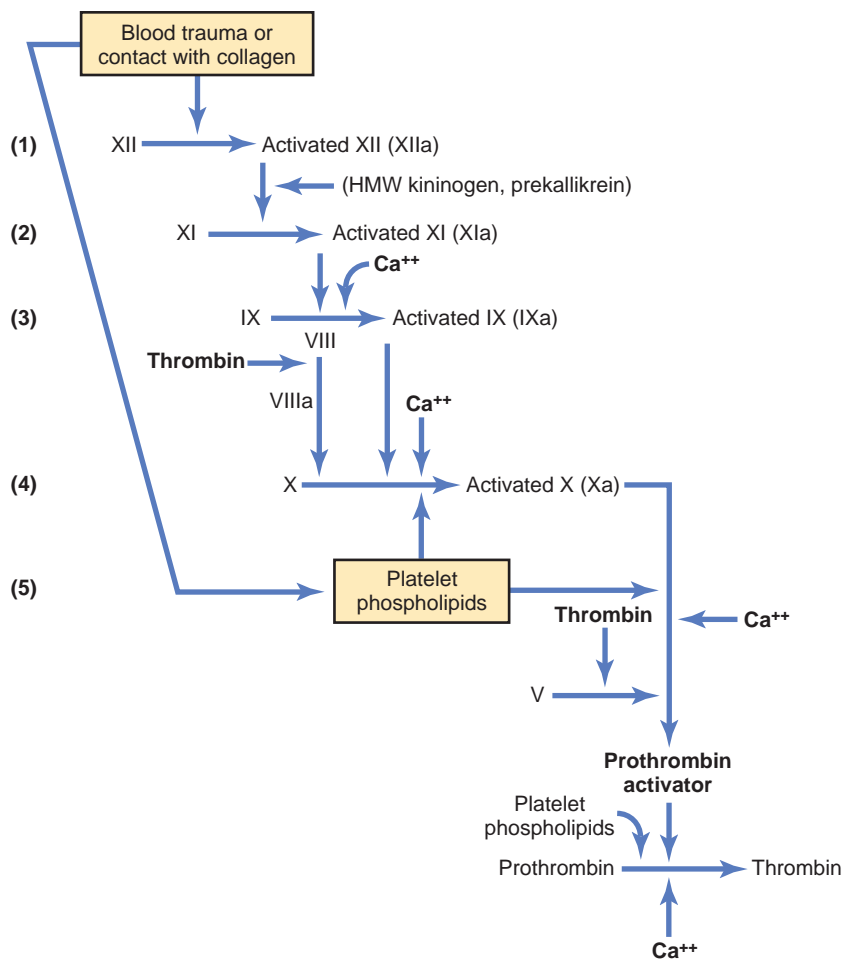 Blood trauma or
contact with collagen
(1)
XII
Activated XII (XIIa)
(HMW kininogen, prekallikrein)
(2)
XI
Activated XI (XIa)
Ca++
(3)
IX
Activated IX (IXa)
VIII
Thrombin
VIIIa
Ca++
(4)
X
Activated X (Xa)
(5)
Platelet
phospholipids
Thrombin
Ca++
V
Prothrombin
activator
Platelet
phospholipids
Prothrombin
Thrombin
Ca++